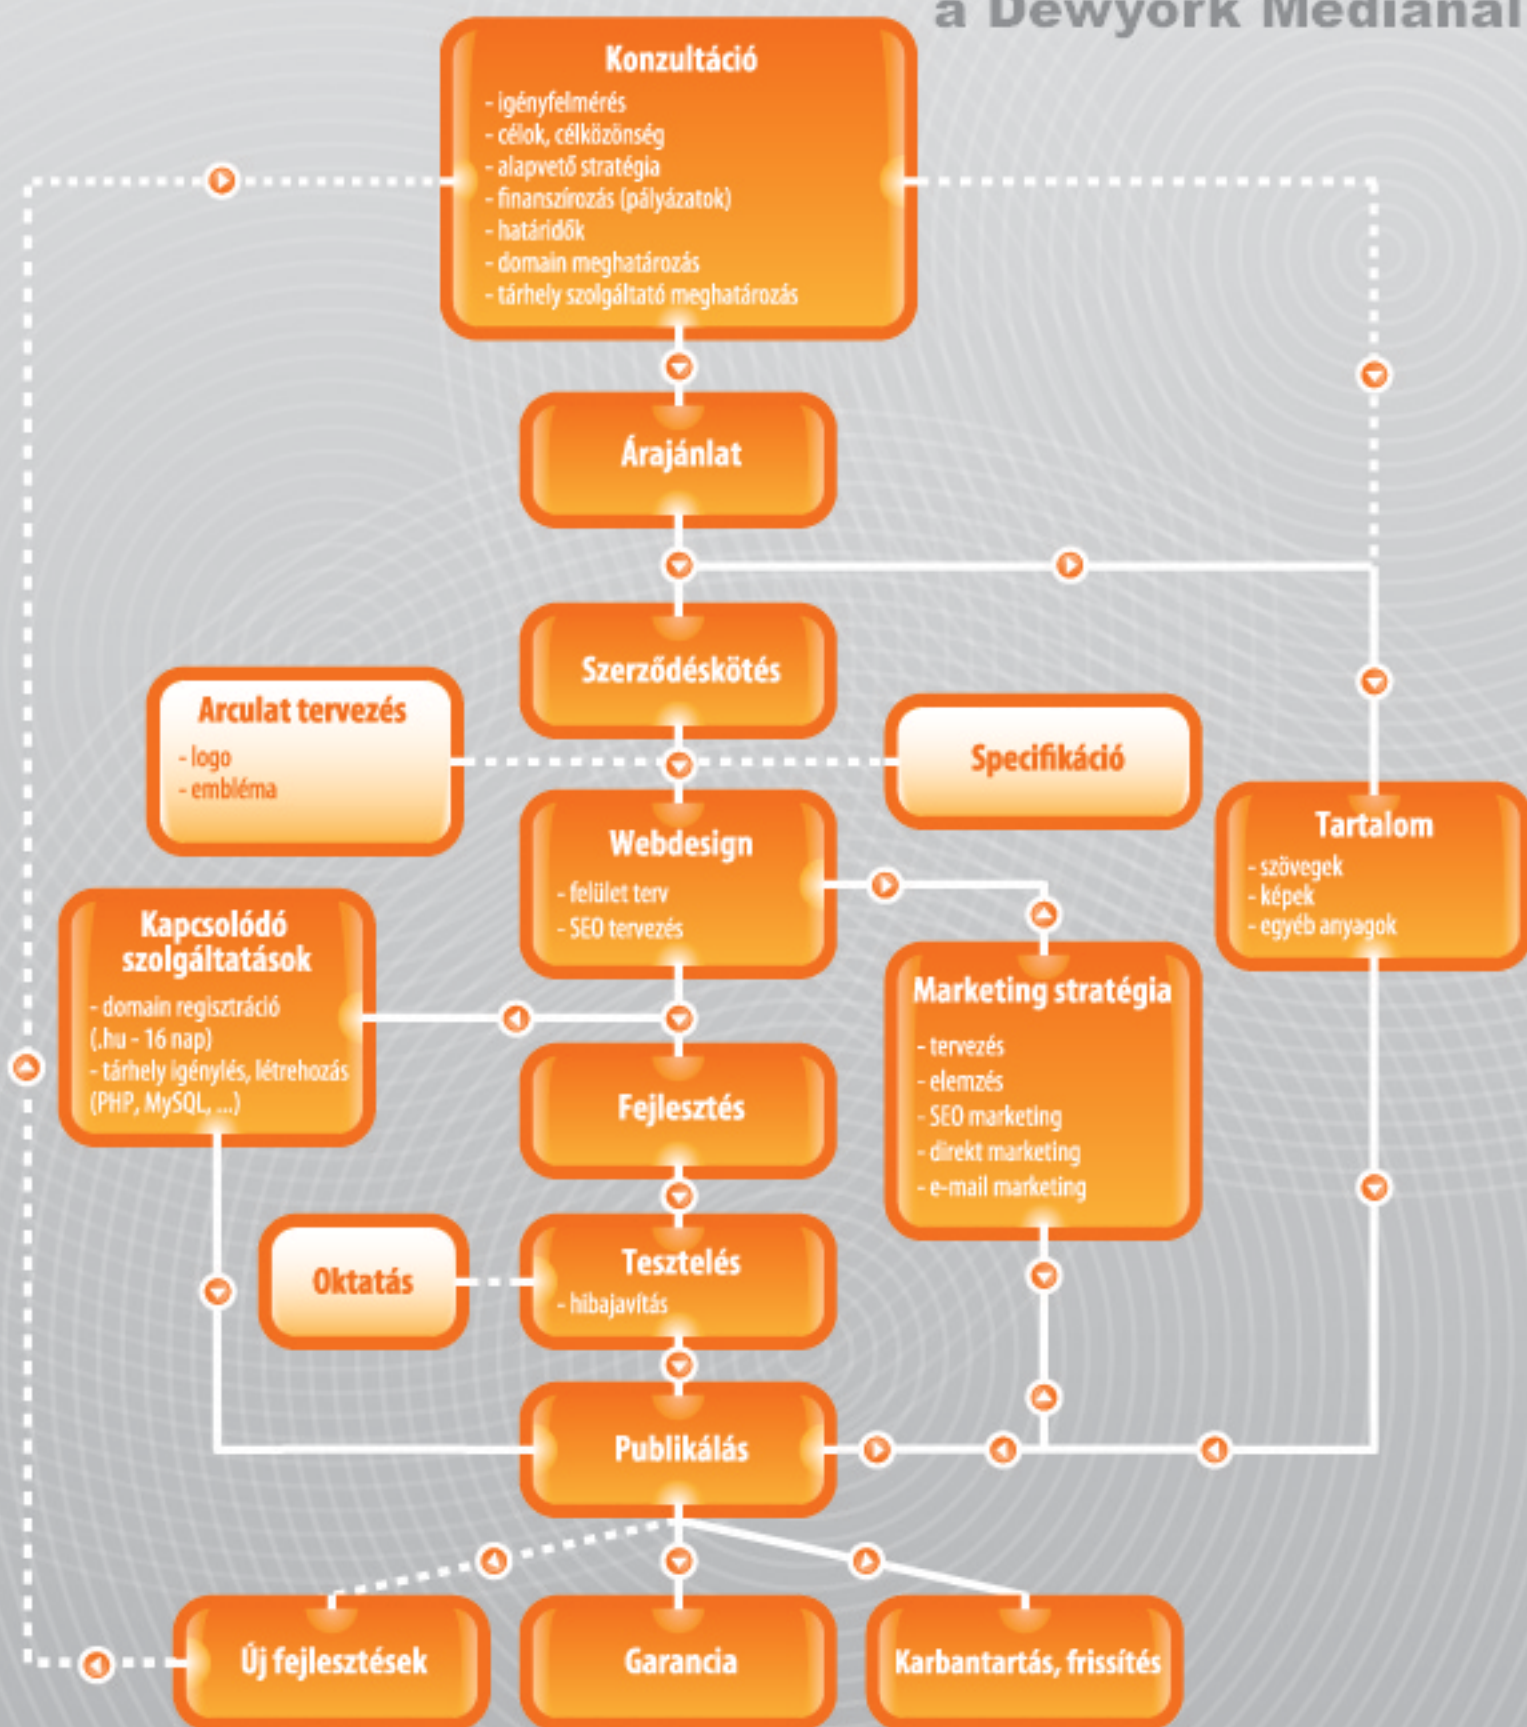 a Dewyork Médiánál
Konzultáció
- igényfelmérés
- célok, célközönség
- alapvető stratégia
- finanszírozás (pályázatok)
- határidők
- domain meghatározás
- tárhely szolgáltató meghatározás
Árajánlat
Szerződéskötés
Arculat tervezés
- logo
- embléma
Specifikáció
Webdesign
- felület terv
- SEO tervezés
Tartalom
- szövegek
- képek
- egyéb anyagok
Kapcsolódó
szolgáltatások
- domain regisztráció
(.hu - 16 nap)
- tárhely igénylés, létrehozás
(PHP, MySQL, ...)
Marketing stratégia
- tervezés
- elemzés
- SEO marketing
- direkt marketing
- e-mail marketing
Fejlesztés
Oktatás
Tesztelés
- hibajavítás
Publikálás
Új fejlesztések
Garancia
Karbantartás, frissítés